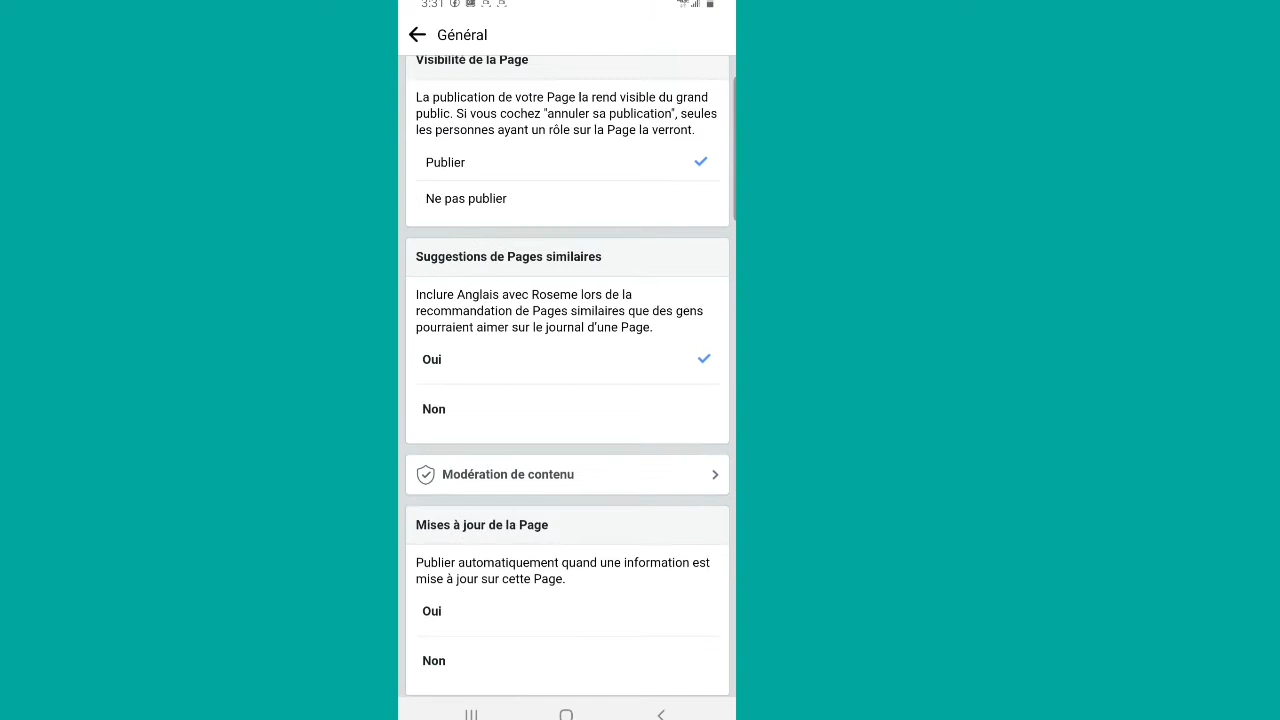 3:31
Général
Visibilité de la Page
La publication de votre Page la rend visible du grand
public. Si vous cochez "annuler sa publication", seules
les personnes ayant un rôle sur la Page la verront.
Publier
Ne pas publier
Suggestions de Pages similaires
Inclure Anglais avec Roseme lors de la
recommandation de Pages similaires que des gens
pourraient aimer sur le journal d’une Page.
Oui
Non
Modération de contenu
Mises à jour de la Page
Publier automatiquement quand une information est
mise à jour sur cette Page.
Oui
Non